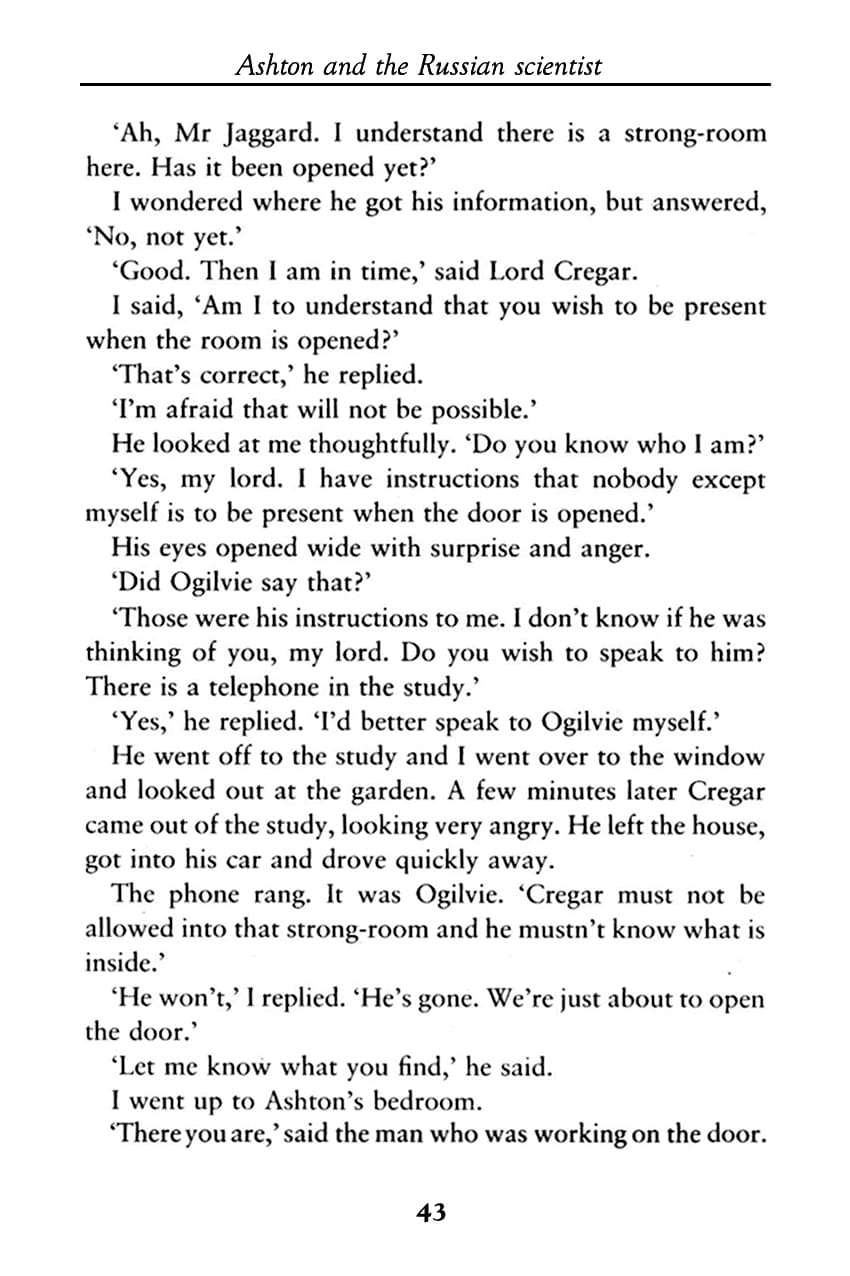 Ashton and the Russian scientist
‘Ah, Mr Jaggard. I understand there is a strong-room
here. Has it been opened yet?’
I wondered where he got his information, but answered,
‘No, not yet.’
‘Good. Then I am in time,’ said Lord Cregar.
I said, ‘Am I to understand that you wish to be present
when the room is opened?’
‘That’s correct,’ he replied.
‘I’m afraid that will not be possible.’
He looked at me thoughtfully. ‘Do you know who I am?’
‘Yes, my lord. I have instructions that nobody except
myself is to be present when the door is opened.’
His eyes opened wide with surprise and anger.
‘Did Ogilvie say that?’
‘Those were his instructions to me. I don’t know if he was
thinking of you, my lord. Do you wish to speak to him?
There is a telephone in the study.’
‘Yes,’ he replied. ‘I’d better speak to Ogilvie myself.’
He went off to the study and I went over to the window
and looked out at the garden. A few minutes later Cregar
came out of the study, looking very angry. He left the house,
got into his car and drove quickly away.
The phone rang. It was Ogilvie. ‘Cregar must not be
allowed into that strong-room and he mustn’t know what is
inside.’
‘He won’t,’ I replied. ‘He’s gone. We’re just about to open
the door.’
‘Let me know what you find,’ he said.
I went up to Ashton’s bedroom.
‘There you are,’ said the man who was working on the door.
43